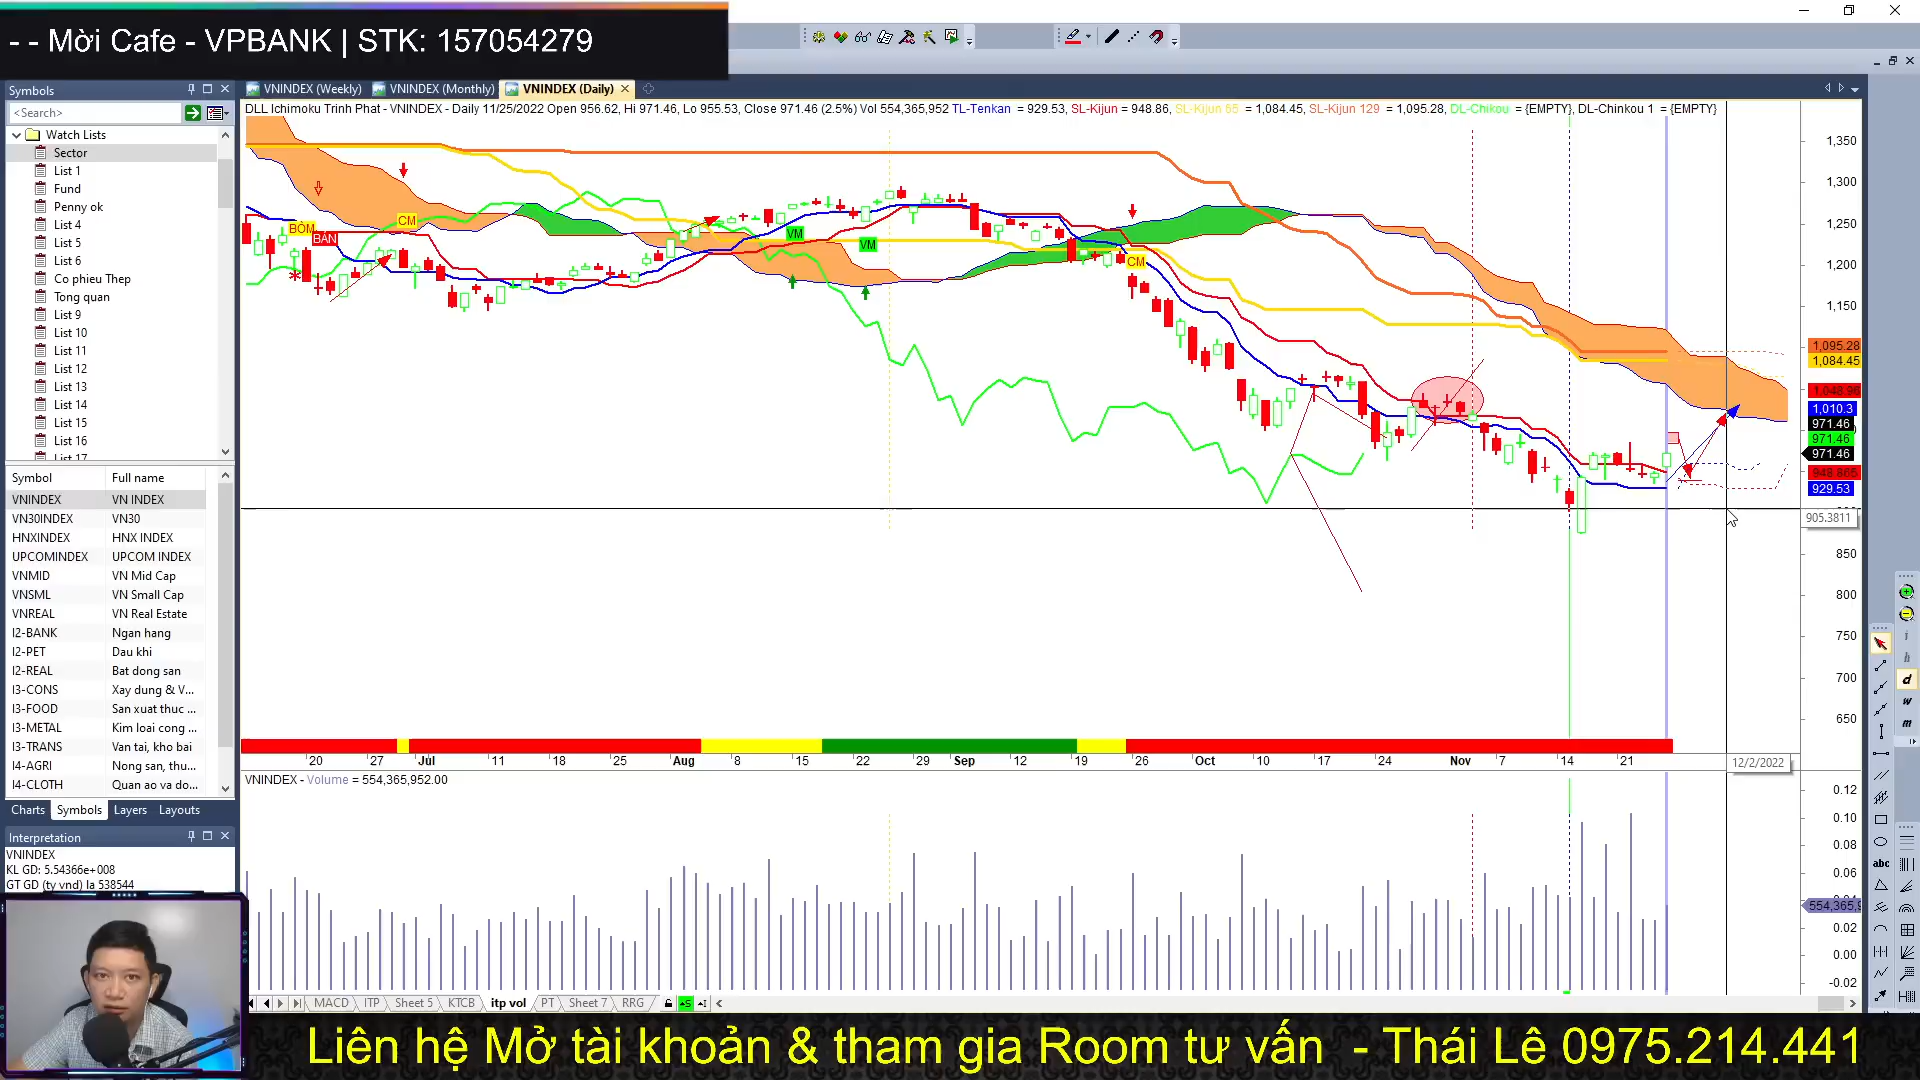 - - Mời Cafe - VPBANK | STK: 157054279
Symbols
<Search>
Watch Lists
Sector
List 1
Fund
Penny ok
List 4
List 5
List 6
Co phieu Thep
Tong quan
List 9
List 10
List 11
List 12
List 13
List 14
List 15
List 16
List 17
Symbol Full name
VNINDEX VN INDEX
VN30INDEX VN30
HNXINDEX HNX INDEX
UPCOMINDEX UPCOM INDEX
VNMID VN Mid Cap
VNSML VN Small Cap
VNREAL VN Real Estate
I2-BANK Ngan hang
I2-PET Dau khi
I2-REAL Bat dong san
I3-CONS Xay dung & V...
I3-FOOD San xuat thuc ...
I3-METAL Kim loai cong ...
I3-TRANS Van tai, kho bai
I4-AGRI Nong san, thu...
I4-CLOTH Quan ao va do...
Charts Symbols Layers Layouts
Interpretation
VNINDEX
KL GD: 5.54366e+008
GT GD (ty vnd) la 538544
VNINDEX (Weekly) VNINDEX (Monthly) VNINDEX (Daily)
DLL Ichimoku Trinh Phat - VNINDEX - Daily 11/25/2022 Open 956.62, Hi 971.46, Lo 955.53, Close 971.46 (2.5%) Vol 554,365,952 TL-Tenkan = 929.53, SL-Kijun = 948.86, SL-Kijun 65 = 1,084.45, SL-Kijun 129 = 1,095.28, DL-Chikou = {EMPTY}, DL-Chinkou 1 = {EMPTY}
BOM
BAN
CM
VM
VM
CM
1,350
1,300
1,250
1,200
1,150
1,095.28
1,084.45
1,048.96
1,010.3
971.46
971.46
971.46
948.865
929.53
905.3811
850
800
750
700
650
20 27 Jul 11 18 25 Aug 8 15 22 29 Sep 12 19 26 Oct 10 17 24 Nov 7 14 21 12/2/2022
VNINDEX - Volume = 554,365,952.00
0.12
0.10
0.08
0.06
554,365,9
0.02
0.00
-0.02
MACD ITP Sheet 5 KTCB itp vol PT Sheet 7 RRG
i
h
d
w
m
abc
Liên hệ Mở tài khoản & tham gia Room tư vấn - Thái Lê 0975.214.441